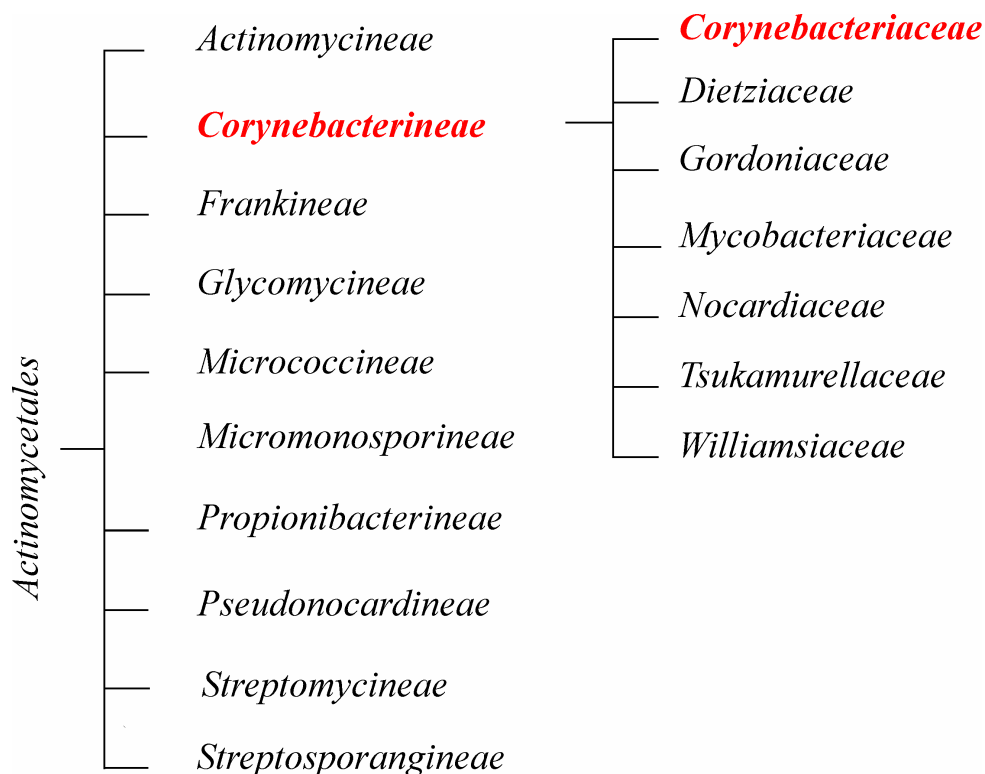 Actinomycetales
Actinomycineae
Corynebacterineae
Frankineae
Glycomycineae
Micrococcineae
Micromonosporineae
Propionibacterineae
Pseudonocardineae
Streptomycineae
Streptosporangineae
Corynebacteriaceae
Dietziaceae
Gordoniaceae
Mycobacteriaceae
Nocardiaceae
Tsukamurellaceae
Williamsiaceae